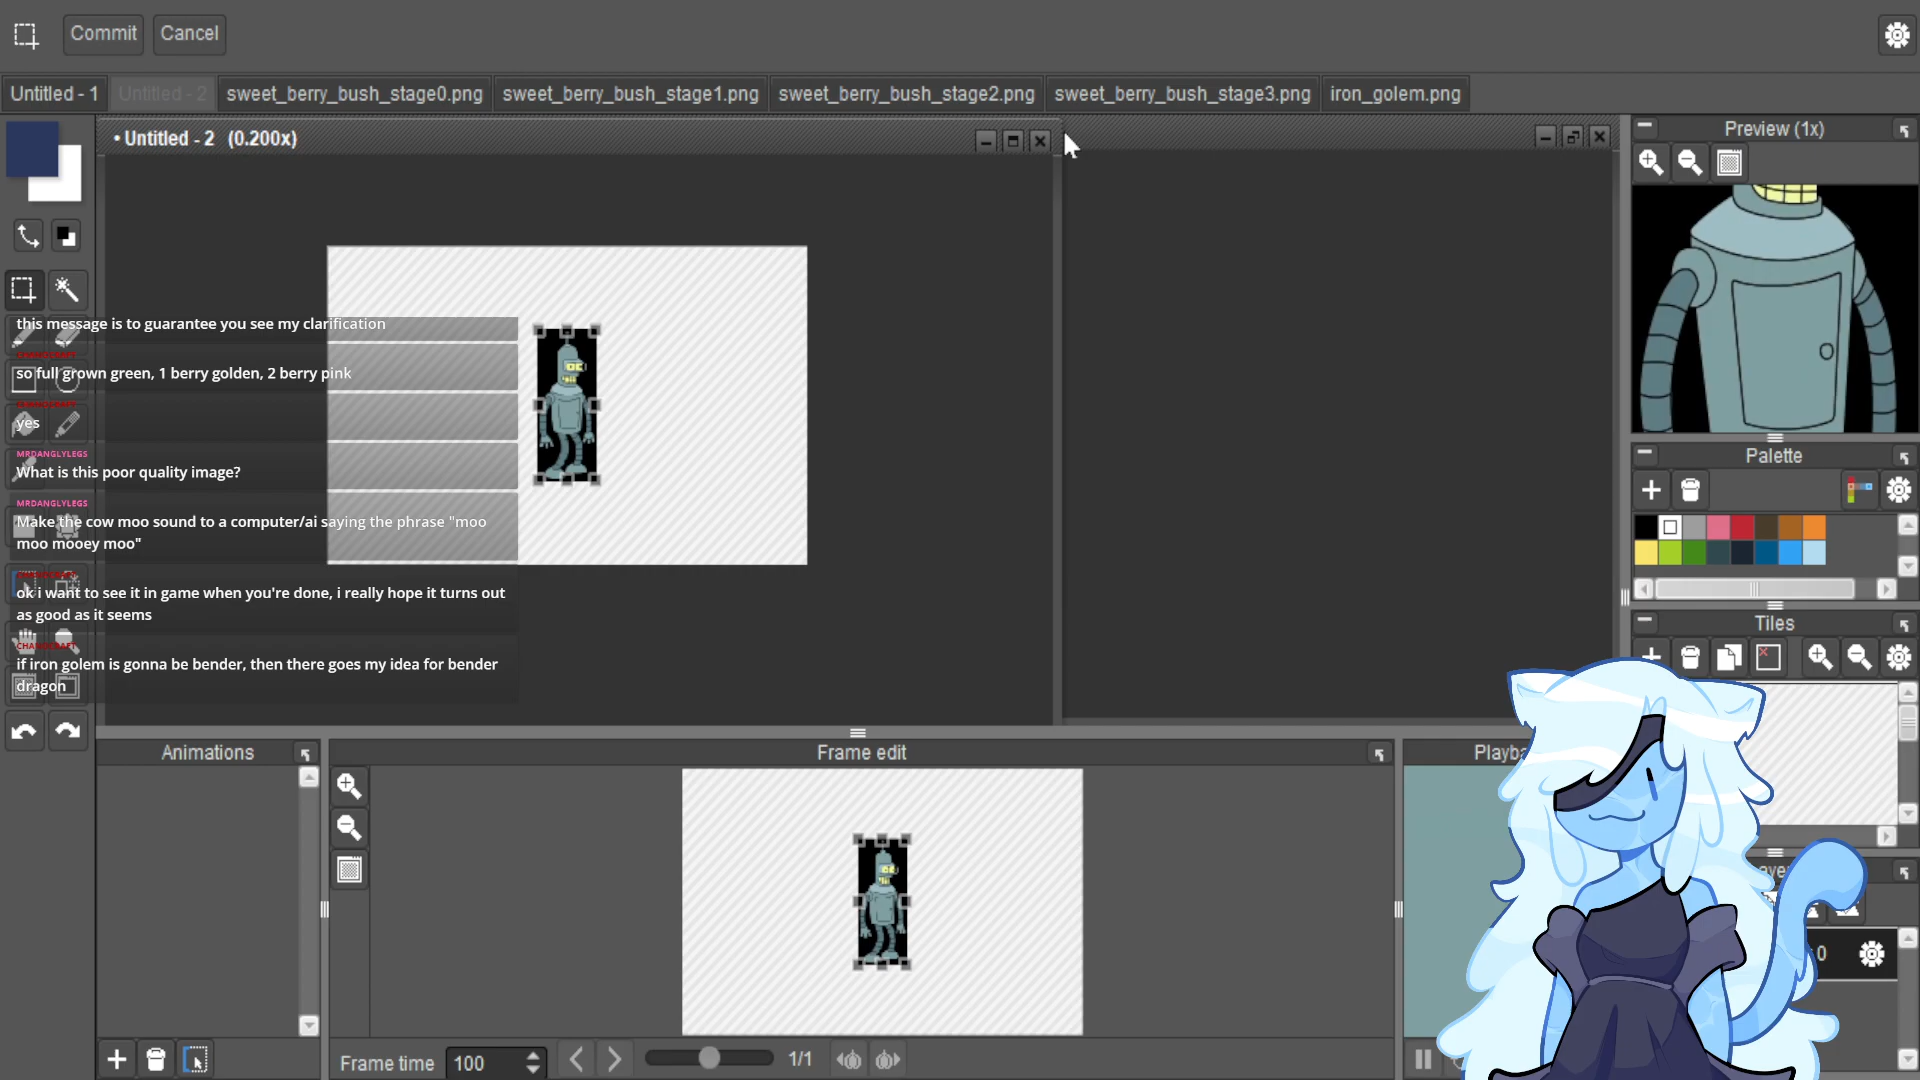 Commit
Cancel
Untitled - 1
Untitled - 2
sweet_berry_bush_stage0.png
sweet_berry_bush_stage1.png
sweet_berry_bush_stage2.png
sweet_berry_bush_stage3.png
iron_golem.png
• Untitled - 2 (0.200x)
Preview (1x)
this message is to guarantee you see my clarification
CHANGECRAFT
so full grown green, 1 berry golden, 2 berry pink
yes
MRDANGLYLEGS
What is this poor quality image?
MRDANGLYLEGS
Make the cow moo sound to a computer/ai saying the phrase "moo
moo mooey moo"
ok i want to see it in game when you're done, i really hope it turns out
as good as it seems
if iron golem is gonna be bender, then there goes my idea for bender
dragon
Palette
Tiles
Animations
Frame edit
Frame time
100
1/1
0